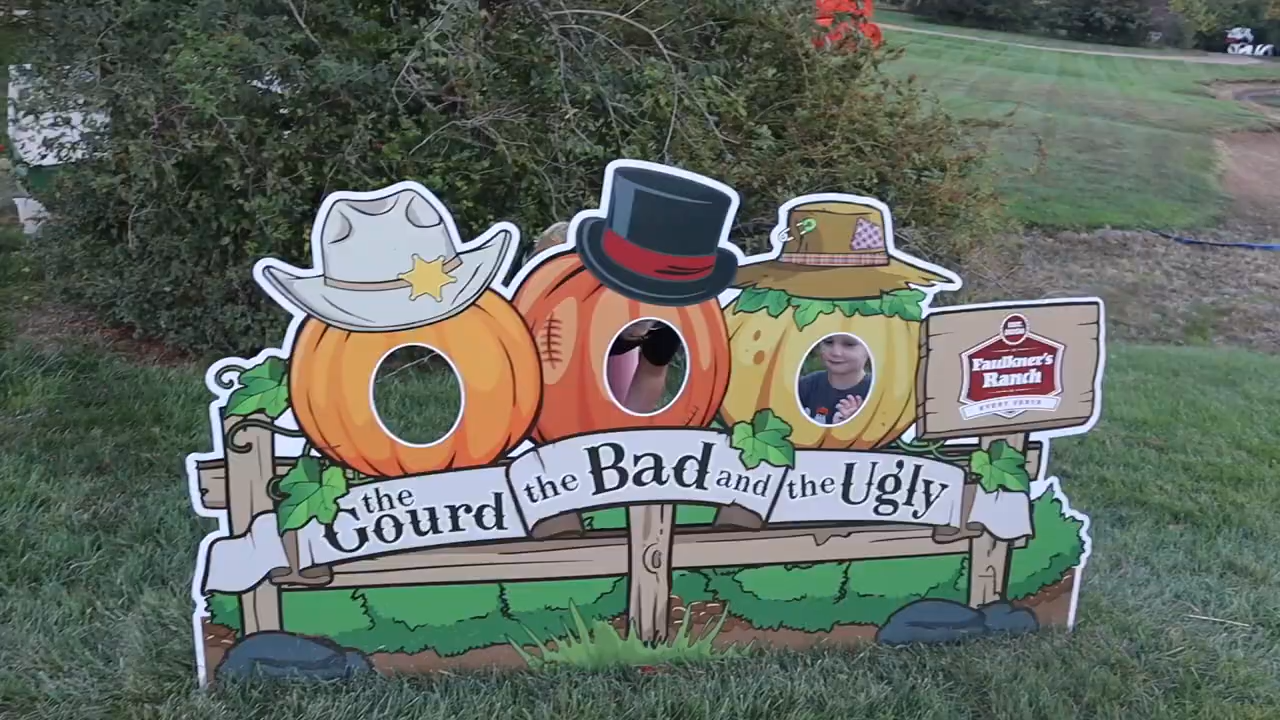 the
Gourd
the Bad and
the Ugly
Faulkner's
Ranch